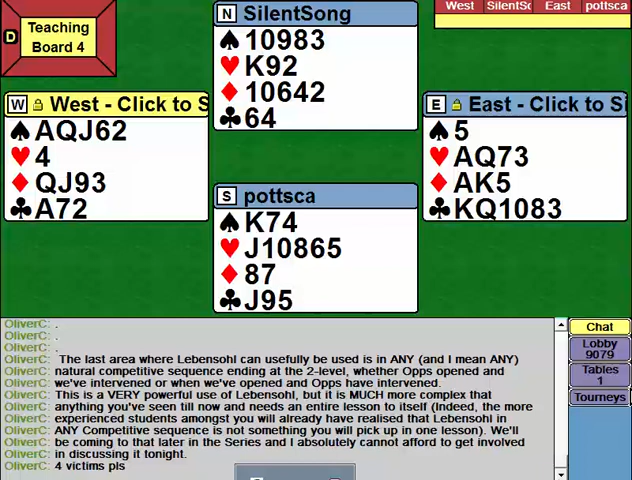 West SilentSo East pottsca
D Teaching
Board 4
N SilentSong
♠10983
♥K92
♦10642
♣64
W West - Click to S
♠AQJ62
♥4
♦QJ93
♣A72
E East - Click to Si
♠5
♥AQ73
♦AK5
♣KQ1083
S pottsca
♠K74
♥J10865
♦87
♣J95
OliverC: .
OliverC: .
OliverC: .
OliverC: The last area where Lebensohl can usefully be used is in ANY (and I mean ANY)
OliverC: natural competitive sequence ending at the 2-level, whether Opps opened and
OliverC: we've intervened or when we've opened and Opps have intervened.
OliverC: This is a VERY powerful use of Lebensohl, but it is MUCH more complex that
OliverC: anything you've seen till now and needs an entire lesson to itself (Indeed, the more
OliverC: experienced students amongst you will already have realised that Lebensohl in
OliverC: ANY Competitive sequence is not something you will pick up in one lesson). We'll
OliverC: be coming to that later in the Series and I absolutely cannot afford to get involved
OliverC: in discussing it tonight.
OliverC: 4 victims pls
Chat
Lobby
9079
Tables
1
Tourneys